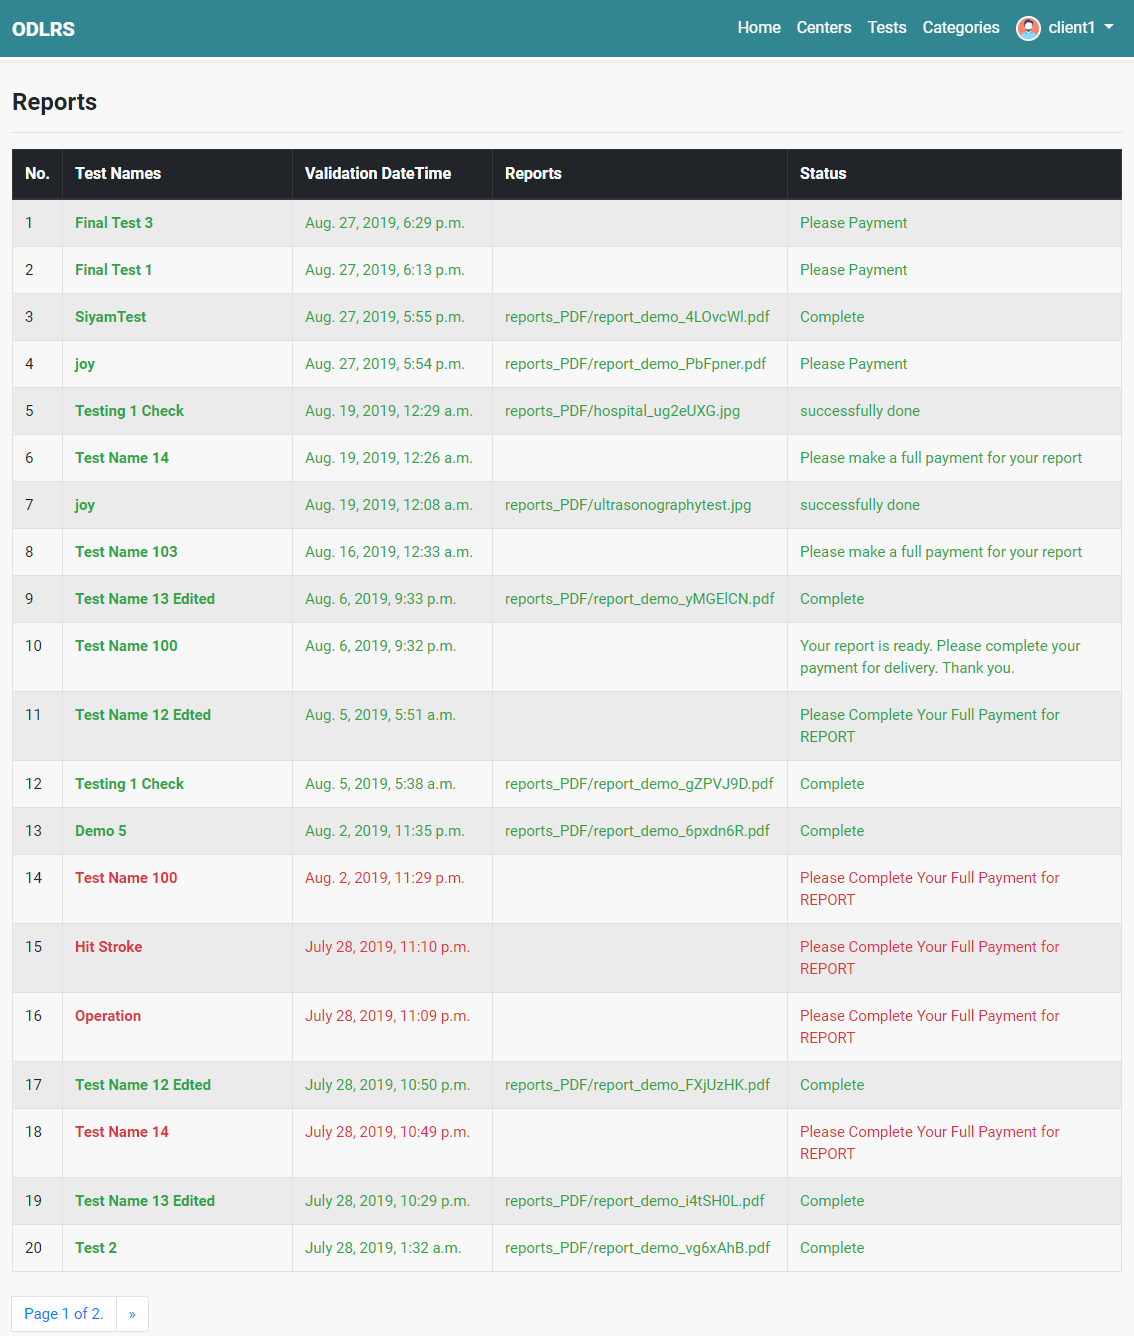 ODLRS Home Centers Tests Categories client1
Reports
No. Test Names Validation DateTime Reports Status
1 Final Test 3 Aug. 27, 2019, 6:29 p.m. Please Payment
2 Final Test 1 Aug. 27, 2019, 6:13 p.m. Please Payment
3 SiyamTest Aug. 27, 2019, 5:55 p.m. reports_PDF/report_demo_4LOvcWl.pdf Complete
4 joy Aug. 27, 2019, 5:54 p.m. reports_PDF/report_demo_PbFpner.pdf Please Payment
5 Testing 1 Check Aug. 19, 2019, 12:29 a.m. reports_PDF/hospital_ug2eUXG.jpg successfully done
6 Test Name 14 Aug. 19, 2019, 12:26 a.m. Please make a full payment for your report
7 joy Aug. 19, 2019, 12:08 a.m. reports_PDF/ultrasonographytest.jpg successfully done
8 Test Name 103 Aug. 16, 2019, 12:33 a.m. Please make a full payment for your report
9 Test Name 13 Edited Aug. 6, 2019, 9:33 p.m. reports_PDF/report_demo_yMGElCN.pdf Complete
10 Test Name 100 Aug. 6, 2019, 9:32 p.m. Your report is ready. Please complete your
payment for delivery. Thank you.
11 Test Name 12 Edted Aug. 5, 2019, 5:51 a.m. Please Complete Your Full Payment for
REPORT
12 Testing 1 Check Aug. 5, 2019, 5:38 a.m. reports_PDF/report_demo_gZPVJ9D.pdf Complete
13 Demo 5 Aug. 2, 2019, 11:35 p.m. reports_PDF/report_demo_6pxdn6R.pdf Complete
14 Test Name 100 Aug. 2, 2019, 11:29 p.m. Please Complete Your Full Payment for
REPORT
15 Hit Stroke July 28, 2019, 11:10 p.m. Please Complete Your Full Payment for
REPORT
16 Operation July 28, 2019, 11:09 p.m. Please Complete Your Full Payment for
REPORT
17 Test Name 12 Edted July 28, 2019, 10:50 p.m. reports_PDF/report_demo_FXjUzHK.pdf Complete
18 Test Name 14 July 28, 2019, 10:49 p.m. Please Complete Your Full Payment for
REPORT
19 Test Name 13 Edited July 28, 2019, 10:29 p.m. reports_PDF/report_demo_i4tSH0L.pdf Complete
20 Test 2 July 28, 2019, 1:32 a.m. reports_PDF/report_demo_vg6xAhB.pdf Complete
Page 1 of 2. »